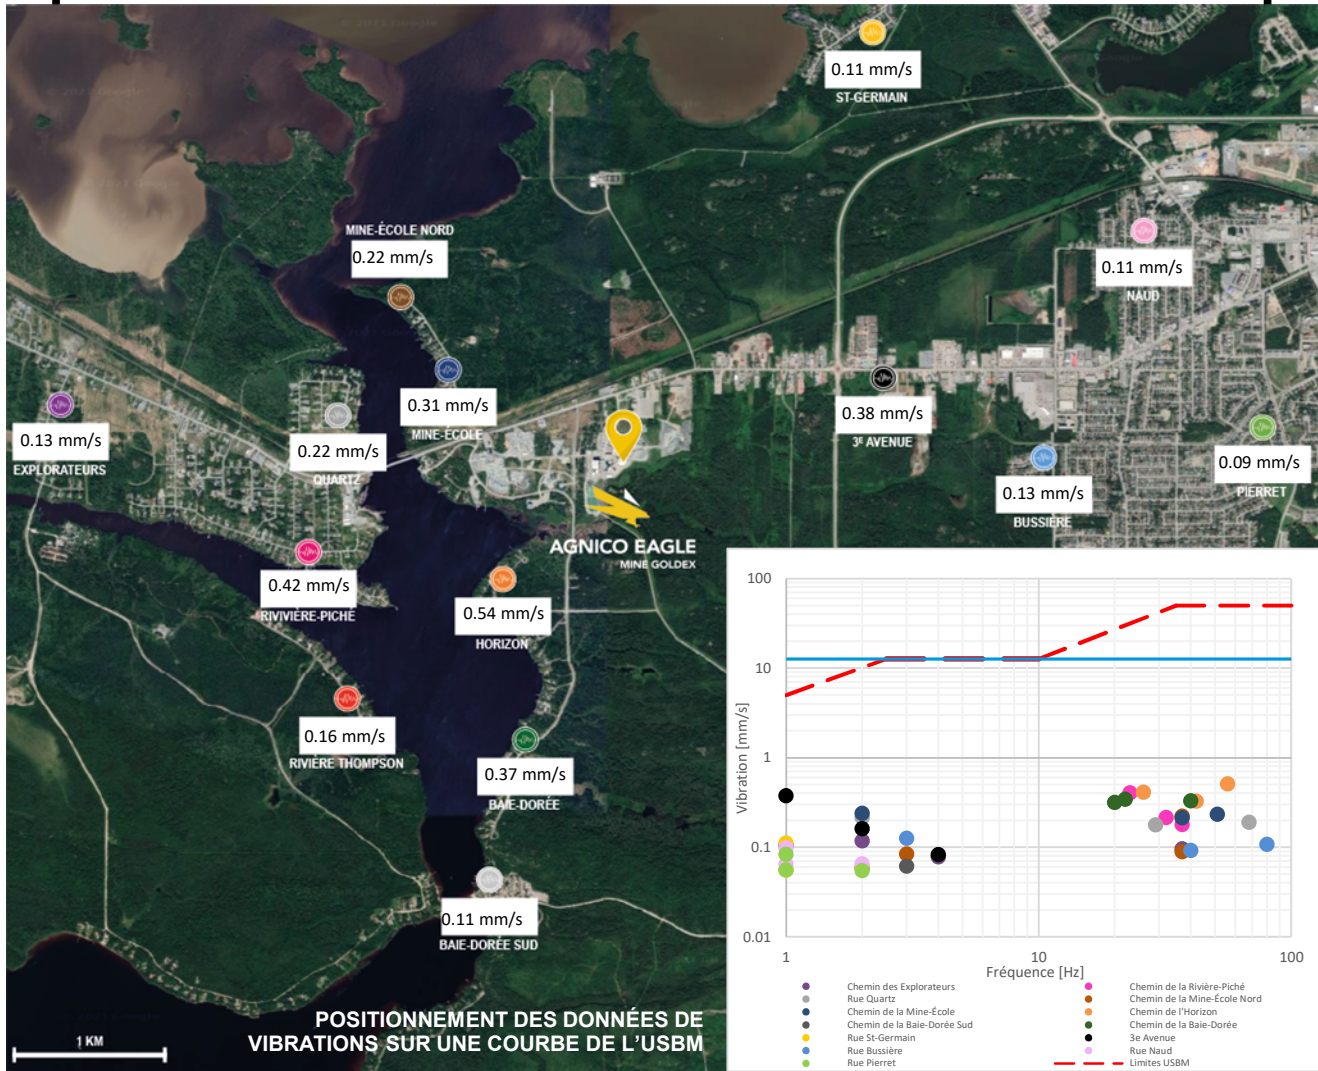 0.11 mm/s
ST-GERMAIN
MINE-ÉCOLE NORD
0.22 mm/s
0.11 mm/s
NAUD
0.31 mm/s
MINE-ÉCOLE
0.38 mm/s
3E AVENUE
0.13 mm/s
EXPLORATEURS
0.22 mm/s
QUARTZ
0.09 mm/s
PIERRET
0.13 mm/s
BUSSIÈRE
AGNICO EAGLE
MINE GOLDEX
0.42 mm/s
RIVIVIÈRE-PICHÉ
0.54 mm/s
HORIZON
0.16 mm/s
RIVIÈRE THOMPSON
0.37 mm/s
BAIE-DORÉE
0.11 mm/s
BAIE-DORÉE SUD
POSITIONNEMENT DES DONNÉES DE
VIBRATIONS SUR UNE COURBE DE L'USBM
1 KM
100
10
1
0.1
0.01
Vibration [mm/s]
1 10 100
Fréquence [Hz]
Chemin des Explorateurs
Chemin de la Rivière-Piché
Rue Quartz
Chemin de la Mine-École Nord
Chemin de la Mine-École
Chemin de l'Horizon
Chemin de la Baie-Dorée Sud
Chemin de la Baie-Dorée
Rue St-Germain
3e Avenue
Rue Bussière
Rue Naud
Rue Pierret
Limites USBM